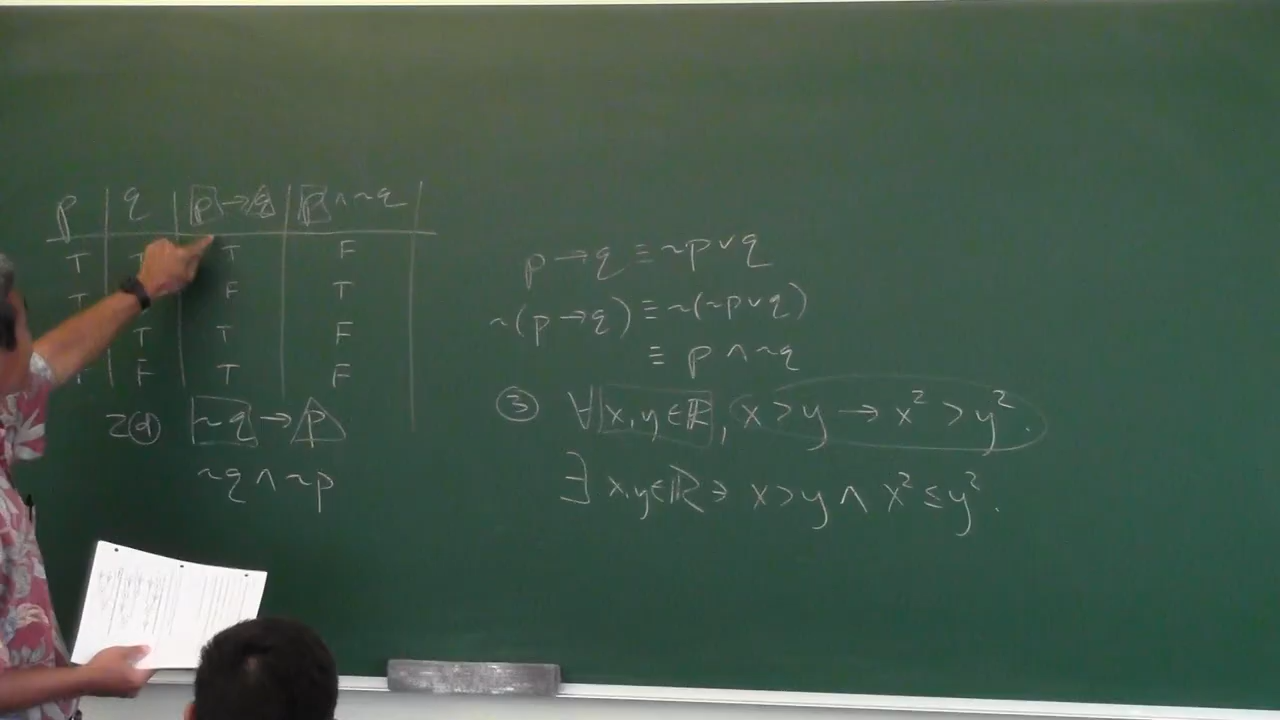 p q p → q p ∧ ~q
T T T F
T F T
T T F
F F T F
2(d) ~q → p
~q ∧ ~p
p → q ≡ ~p ∨ q
~(p → q) ≡ ~(~p ∨ q)
≡ p ∧ ~q
③ ∀ x, y ∈ ℝ, x > y → x² > y².
∃ x, y ∈ ℝ ∋ x > y ∧ x² ≤ y².